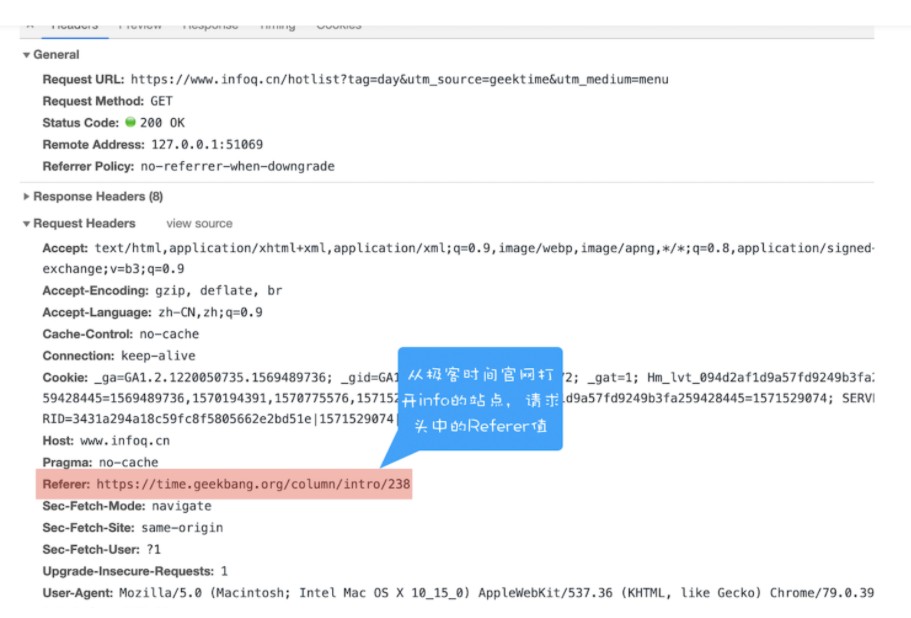 Headers Preview Response Timing Cookies
General
Request URL: https://www.infoq.cn/hotlist?tag=day&utm_source=geektime&utm_medium=menu
Request Method: GET
Status Code: 200 OK
Remote Address: 127.0.0.1:51069
Referrer Policy: no-referrer-when-downgrade
Response Headers (8)
Request Headers view source
Accept: text/html,application/xhtml+xml,application/xml;q=0.9,image/webp,image/apng,*/*;q=0.8,application/signed-
exchange;v=b3;q=0.9
Accept-Encoding: gzip, deflate, br
Accept-Language: zh-CN,zh;q=0.9
Cache-Control: no-cache
Connection: keep-alive
Cookie: _ga=GA1.2.1220050735.1569489736; _gid=GA1 2; _gat=1; Hm_lvt_094d2af1d9a57fd9249b3fa2
59428445=1569489736,1570194391,1570775576,15715 d9a57fd9249b3fa259428445=1571529074; SERVE
RID=3431a294a18c59fc8f5805662e2bd51e|1571529074|
从极客时间官网打
开info的站点，请求
头中的Referer值
Host: www.infoq.cn
Pragma: no-cache
Referer: https://time.geekbang.org/column/intro/238
Sec-Fetch-Mode: navigate
Sec-Fetch-Site: same-origin
Sec-Fetch-User: ?1
Upgrade-Insecure-Requests: 1
User-Agent: Mozilla/5.0 (Macintosh; Intel Mac OS X 10_15_0) AppleWebKit/537.36 (KHTML, like Gecko) Chrome/79.0.39